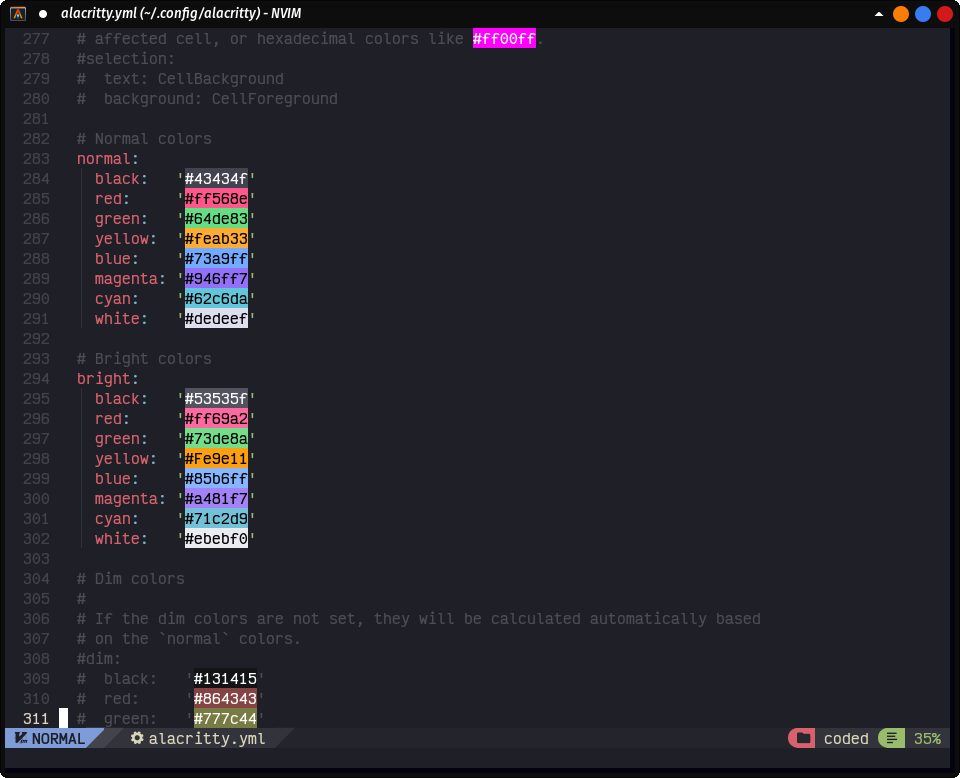 alacritty.yml (~/.config/alacritty) - NVIM
277 # affected cell, or hexadecimal colors like #ff00ff.
278 #selection:
279 #  text: CellBackground
280 #  background: CellForeground
281
282 # Normal colors
283 normal:
284   black:   '#43434f'
285   red:     '#ff568e'
286   green:   '#64de83'
287   yellow:  '#feab33'
288   blue:    '#73a9ff'
289   magenta: '#946ff7'
290   cyan:    '#62c6da'
291   white:   '#dedeef'
292
293 # Bright colors
294 bright:
295   black:   '#53535f'
296   red:     '#ff69a2'
297   green:   '#73de8a'
298   yellow:  '#Fe9e11'
299   blue:    '#85b6ff'
300   magenta: '#a481f7'
301   cyan:    '#71c2d9'
302   white:   '#ebebf0'
303
304 # Dim colors
305 #
306 # If the dim colors are not set, they will be calculated automatically based
307 # on the `normal` colors.
308 #dim:
309 #  black:   '#131415'
310 #  red:     '#864343'
311 #  green:   '#777c44'
NORMAL alacritty.yml coded 35%